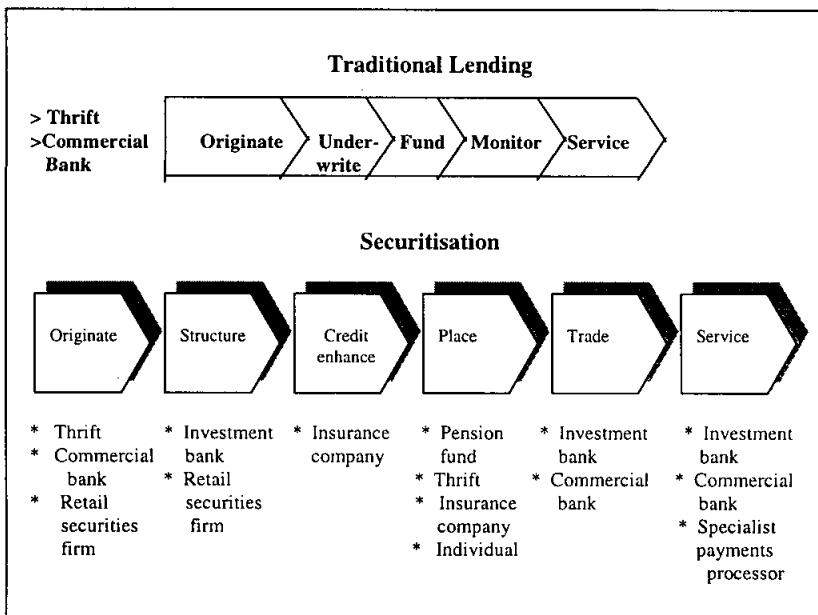 Traditional Lending
> Thrift
>Commercial
Bank
Originate
Under-
write
Fund
Monitor
Service
Securitisation
Originate
Structure
Credit
enhance
Place
Trade
Service
* Thrift
* Commercial
bank
* Retail
securities
firm
* Investment
bank
* Retail
securities
firm
* Insurance
company
* Pension
fund
* Thrift
* Insurance
company
* Individual
* Investment
bank
* Commercial
bank
* Investment
bank
* Commercial
bank
* Specialist
payments
processor